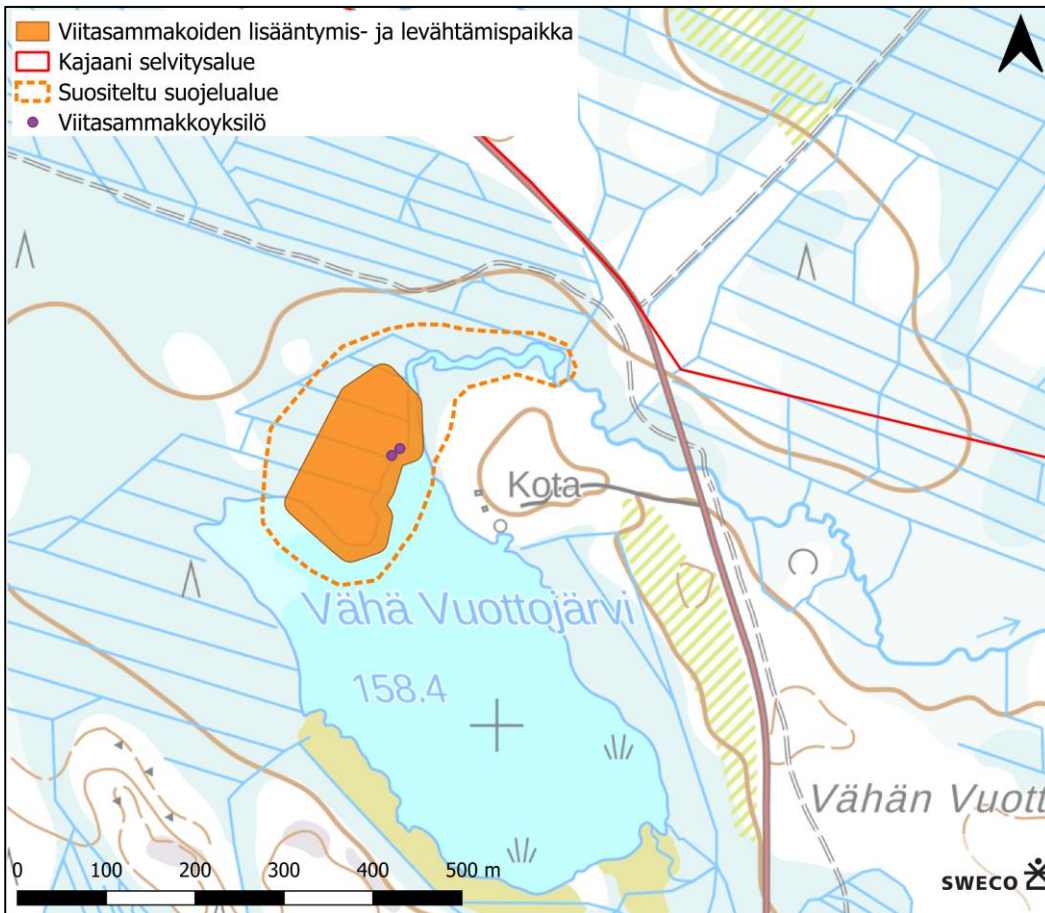 Viitasammakoiden lisääntymis- ja levähtämispaikka
Kajaani selvitysalue
Suositeltu suojelualue
Viitasammakkoyksilö
Kota
Vähä Vuottojärvi
158.4
Vähän Vuott
0 100 200 300 400 500 m
SWECO